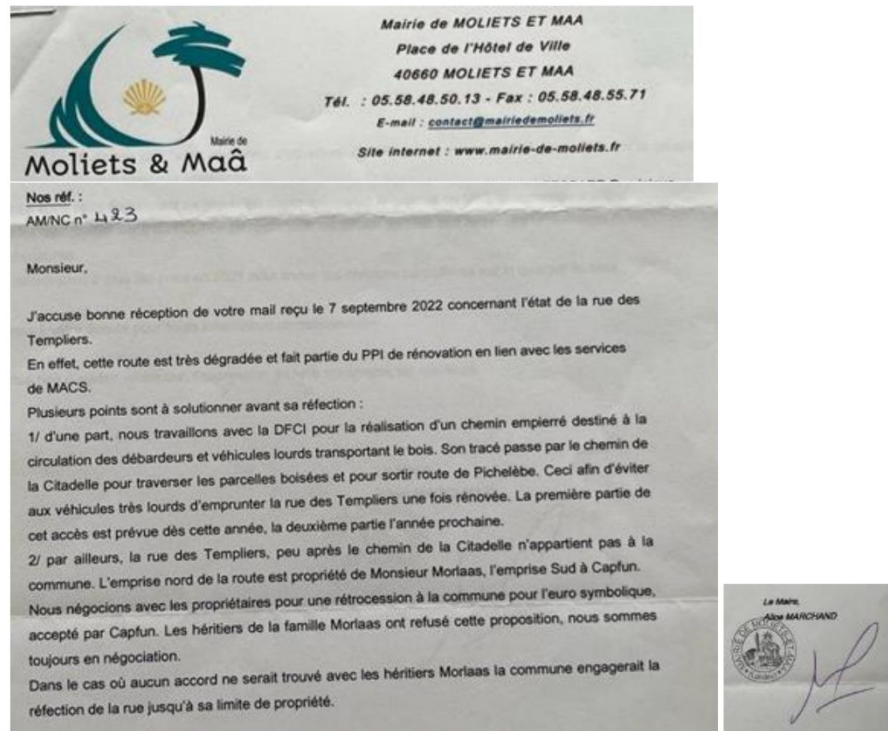 Mairie de MOLIETS ET MAA
Place de l'Hôtel de Ville
40660 MOLIETS ET MAA
Tél. : 05.58.48.50.13 - Fax : 05.58.48.55.71
E-mail : contact@mairiedemoliets.fr
Site internet : www.mairie-de-moliets.fr
Mairie de
Moliets & Maâ
Nos réf. :
AM/NC n° 423
Monsieur,
J'accuse bonne réception de votre mail reçu le 7 septembre 2022 concernant l'état de la rue des
Templiers.
En effet, cette route est très dégradée et fait partie du PPI de rénovation en lien avec les services
de MACS.
Plusieurs points sont à solutionner avant sa réfection :
1/ d'une part, nous travaillons avec la DFCI pour la réalisation d'un chemin empierré destiné à la
circulation des débardeurs et véhicules lourds transportant le bois. Son tracé passe par le chemin de
la Citadelle pour traverser les parcelles boisées et pour sortir route de Pichelèbe. Ceci afin d'éviter
aux véhicules très lourds d'emprunter la rue des Templiers une fois rénovée. La première partie de
cet accès est prévue dès cette année, la deuxième partie l'année prochaine.
2/ par ailleurs, la rue des Templiers, peu après le chemin de la Citadelle n'appartient pas à la
commune. L'emprise nord de la route est propriété de Monsieur Morlaas, l'emprise Sud à Capfun.
Nous négocions avec les propriétaires pour une rétrocession à la commune pour l'euro symbolique,
accepté par Capfun. Les héritiers de la famille Morlaas ont refusé cette proposition, nous sommes
toujours en négociation.
Dans le cas où aucun accord ne serait trouvé avec les héritiers Morlaas la commune engagerait la
réfection de la rue jusqu'à sa limite de propriété.
Le Maire,
Aline MARCHAND
MAIRIE DE MOLIETS-ET-MAA
(Landes)